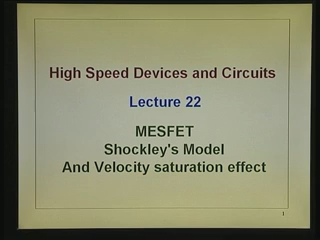 High Speed Devices and Circuits
Lecture 22
MESFET
Shockley's Model
And Velocity saturation effect
1